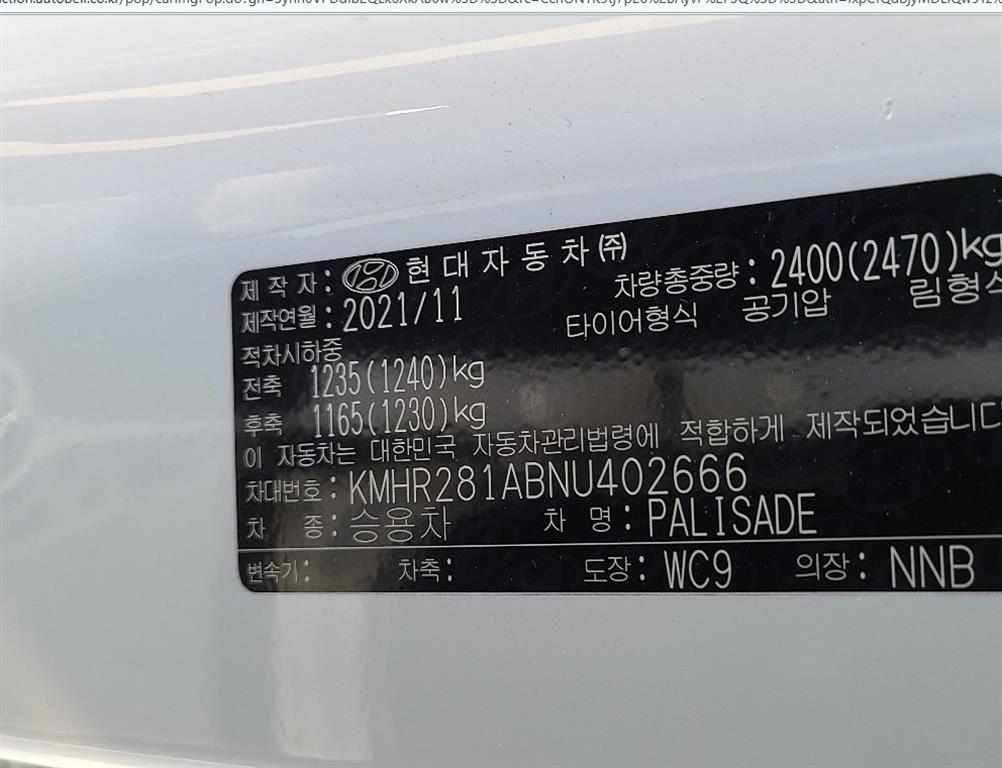 제 작 자 : 현대자동차㈜
제작연월 : 2021/11 차량총중량 : 2400(2470)kg
적차시하중 타이어형식 공기압 림형식
전축 1235(1240)kg
후축 1165(1230)kg
이 자동차는 대한민국 자동차관리법령에 적합하게 제작되었습니다
차대번호 : KMHR281ABNU402666
차 종 : 승용차 차 명 : PALISADE
변속기 : 차축 : 도장 : WC9 의장 : NNB